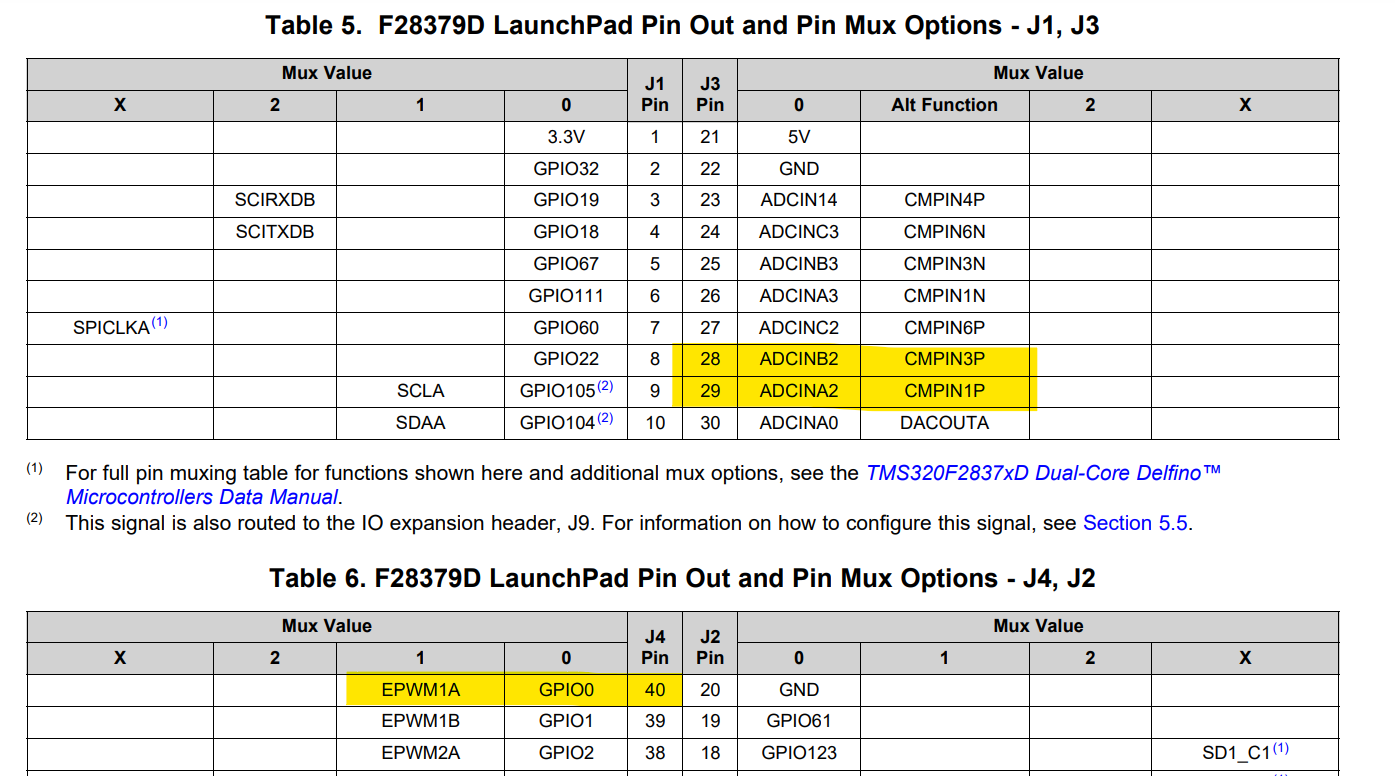 Table 5. F28379D LaunchPad Pin Out and Pin Mux Options - J1, J3
Mux Value J1 Pin J3 Pin Mux Value
X 2 1 0 0 Alt Function 2 X
3.3V 1 21 5V
GPIO32 2 22 GND
SCIRXDB GPIO19 3 23 ADCIN14 CMPIN4P
SCITXDB GPIO18 4 24 ADCINC3 CMPIN6N
GPIO67 5 25 ADCINB3 CMPIN3N
GPIO111 6 26 ADCINA3 CMPIN1N
SPICLKA(1) GPIO60 7 27 ADCINC2 CMPIN6P
GPIO22 8 28 ADCINB2 CMPIN3P
SCLA GPIO105(2) 9 29 ADCINA2 CMPIN1P
SDAA GPIO104(2) 10 30 ADCINA0 DACOUTA
(1) For full pin muxing table for functions shown here and additional mux options, see the TMS320F2837xD Dual-Core Delfino™
Microcontrollers Data Manual.
(2) This signal is also routed to the IO expansion header, J9. For information on how to configure this signal, see Section 5.5.
Table 6. F28379D LaunchPad Pin Out and Pin Mux Options - J4, J2
Mux Value J4 Pin J2 Pin Mux Value
X 2 1 0 0 1 2 X
EPWM1A GPIO0 40 20 GND
EPWM1B GPIO1 39 19 GPIO61
EPWM2A GPIO2 38 18 GPIO123 SD1_C1(1)